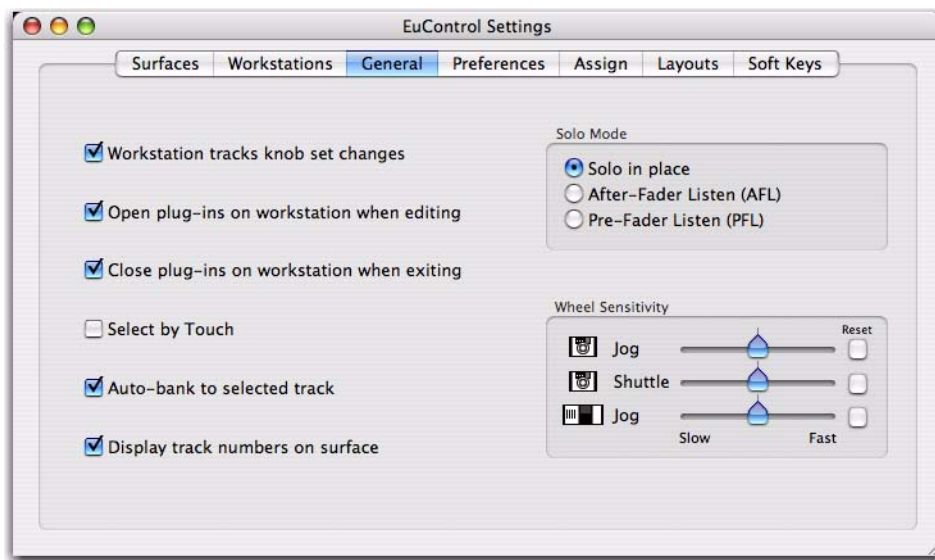 EuControl Settings
Surfaces Workstations General Preferences Assign Layouts Soft Keys
Workstation tracks knob set changes
Open plug-ins on workstation when editing
Close plug-ins on workstation when exiting
Select by Touch
Auto-bank to selected track
Display track numbers on surface
Solo Mode
Solo in place
After-Fader Listen (AFL)
Pre-Fader Listen (PFL)
Wheel Sensitivity
Reset
Jog
Shuttle
Jog
Slow Fast